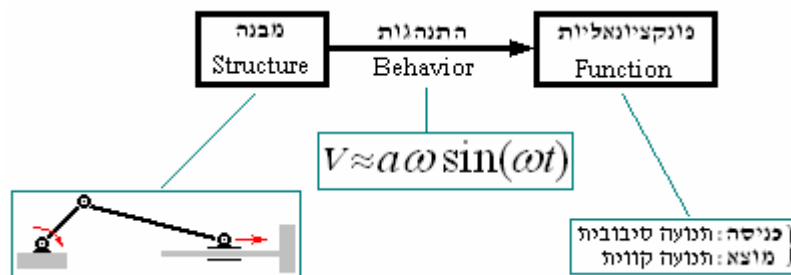 מבנה
Structure
התנהגות
Behavior
פונקציונאליות
Function
V≈aω sin(ωt)
כניסה: תנועה סיבובית
מוצא: תנועה קווית